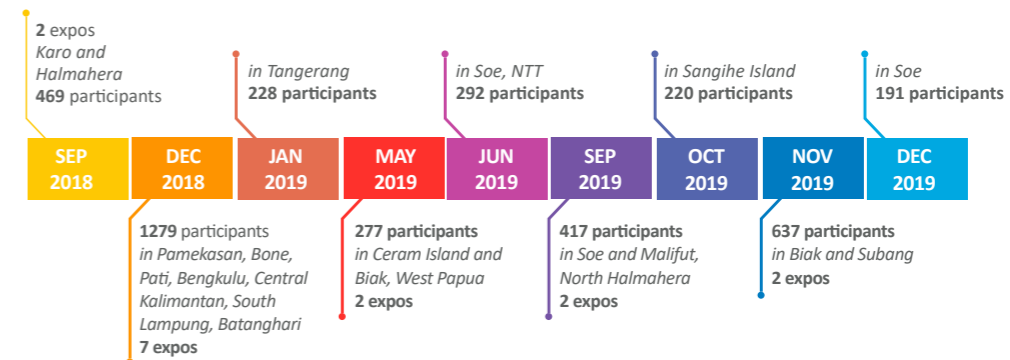 2 expos
Karo and
Halmahera
469 participants
in Tangerang
228 participants
in Soe, NTT
292 participants
in Sangihe Island
220 participants
in Soe
191 participants
SEP
2018
DEC
2018
JAN
2019
MAY
2019
JUN
2019
SEP
2019
OCT
2019
NOV
2019
DEC
2019
1279 participants
in Pamekasan, Bone,
Pati, Bengkulu, Central
Kalimantan, South
Lampung, Batanghari
7 expos
277 participants
in Ceram Island and
Biak, West Papua
2 expos
417 participants
in Soe and Malifut,
North Halmahera
2 expos
637 participants
in Biak and Subang
2 expos